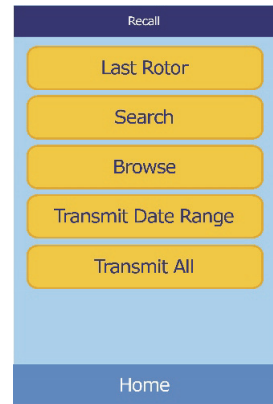 Recall
Last Rotor
Search
Browse
Transmit Date Range
Transmit All
Home